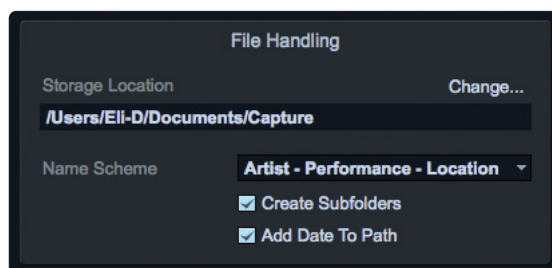 File Handling
Storage Location Change...
/Users/Eli-D/Documents/Capture
Name Scheme Artist - Performance - Location
Create Subfolders
Add Date To Path